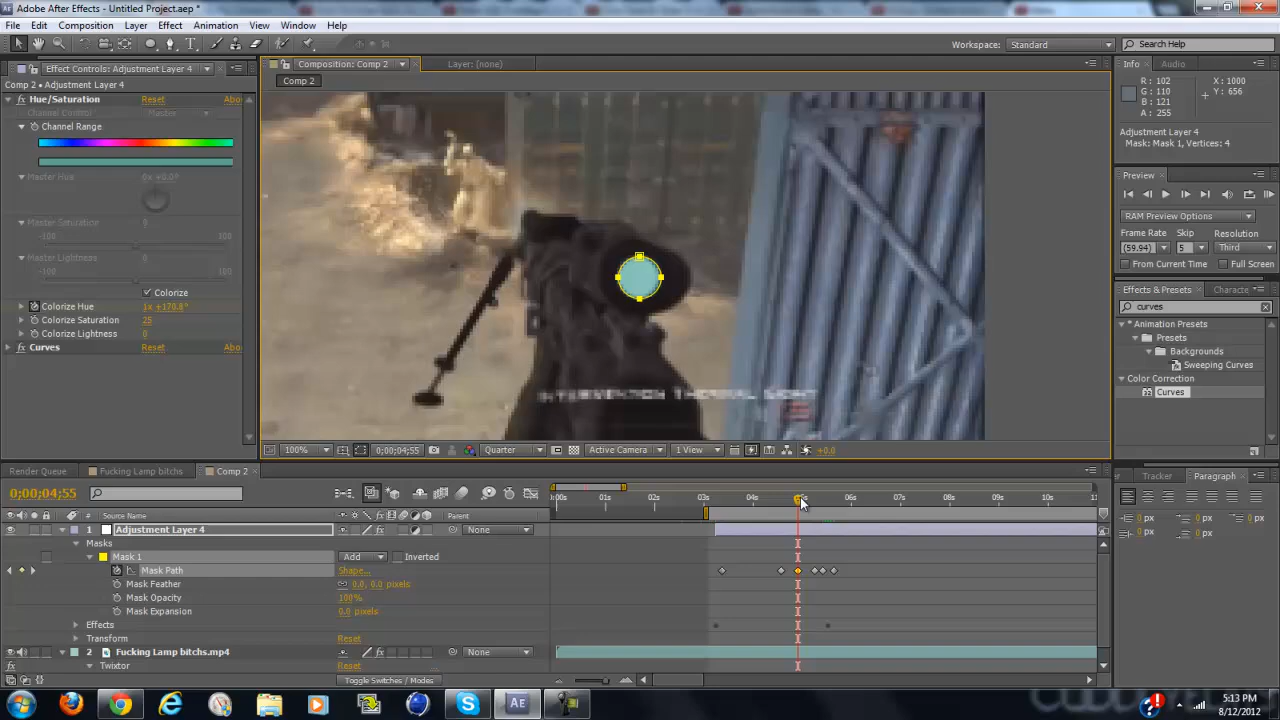 Adobe After Effects - Untitled Project.aep *
File Edit Composition Layer Effect Animation View Window Help
Workspace: Standard
Search Help
Effect Controls: Adjustment Layer 4
Composition: Comp 2
Layer: (none)
Info
Audio
Comp 2 • Adjustment Layer 4
Comp 2
Hue/Saturation Reset Abo
Channel Control: Master
Channel Range
Master Hue 0x +0.0°
Master Saturation 0
-100 100
Master Lightness 0
-100 100
Colorize
Colorize Hue 1x +170.8°
Colorize Saturation 25
Colorize Lightness 0
Curves Reset Abo
INTERVENTION THERMAL SIGHT
R : 102
G : 110
B : 121
A : 255
X : 1000
Y : 656
Adjustment Layer 4
Mask: Mask 1, Vertices: 4
Preview
RAM Preview Options
Frame Rate Skip Resolution
(59.94) 5 Third
From Current Time Full Screen
Effects & Presets
Characte
curves
* Animation Presets
Presets
Backgrounds
Sweeping Curves
Color Correction
Curves
100% 0;00;04;55 Quarter Active Camera 1 View +0.0
Render Queue
Fucking Lamp bitchs
Comp 2
Tracker
Paragraph
0;00;04;55
:00s 01s 02s 03s 04s 05s 06s 07s 08s 09s 10s 11
# Source Name Parent
1 Adjustment Layer 4 None
Masks
Mask 1 Add Inverted
Mask Path Shape...
Mask Feather 0.0, 0.0 pixels
Mask Opacity 100%
Mask Expansion 0.0 pixels
Effects
Transform Reset
2 Fucking Lamp bitchs.mp4 None
Twixtor Reset
Toggle Switches / Modes
0 px 0 px 0 px
0 px 0 px
5:13 PM
8/12/2012